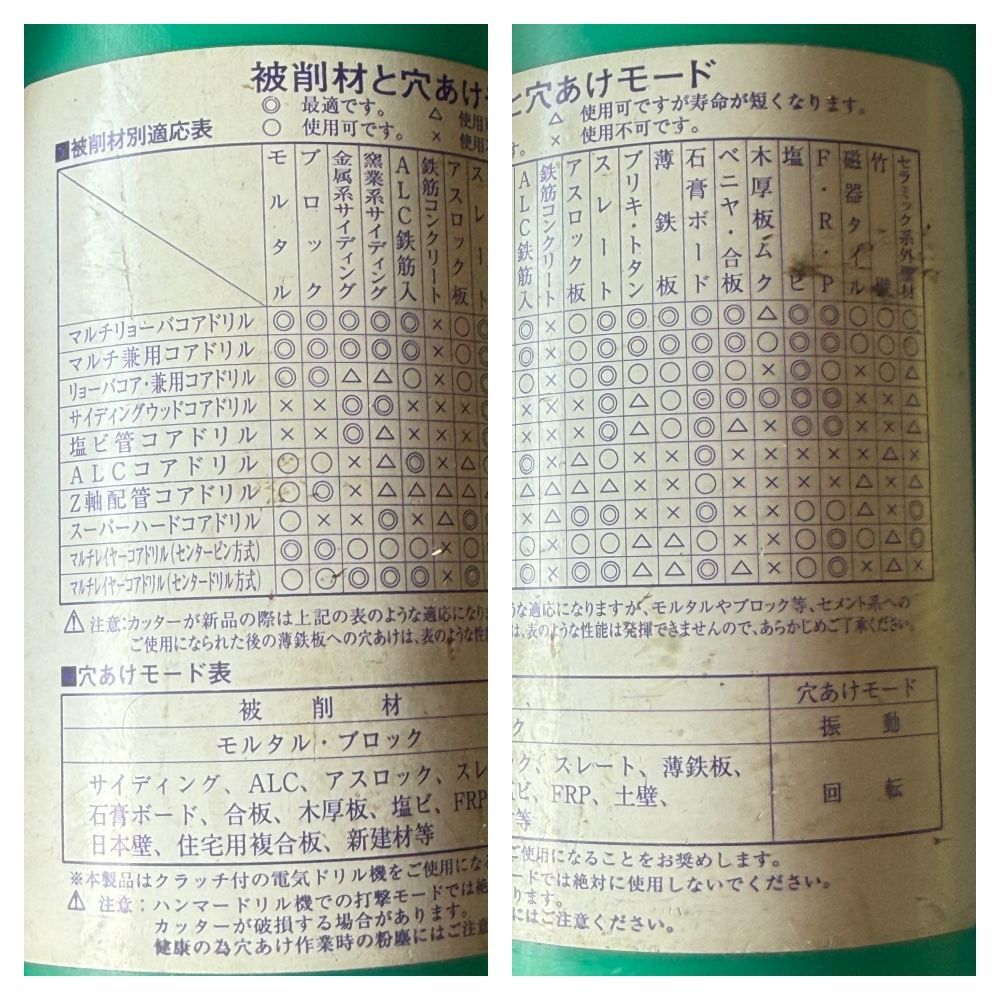 被削材と穴あけ
◎ 最適です。
△ 使用
○ 使用可です。
× 使用
■被削材別適応表
モルタル
ブロック
金属系サイディング
窯業系サイディング
ALC鉄筋入
鉄筋コンクリート
アスロック板
スレート
マルチリョーバコアドリル ◎ ◎ ◎ ◎ ◎ × ○
マルチ兼用コアドリル ◎ ◎ ◎ ◎ ◎ × ○
リョーバコア・兼用コアドリル ◎ ◎ △ △ ○ × ○
サイディングウッドコアドリル × × ◎ ◎ × × ×
塩ビ管コアドリル × × ◎ △ × × ×
ALCコアドリル ○ ○ × △ ◎ × △
Z軸配管コアドリル ○ ◎ × △ △ △ △
スーパーハードコアドリル ○ × × ◎ × △ ◎
マルチレイヤーコアドリル(センターピン方式) ◎ ◎ ○ ○ ○ × ○
マルチレイヤーコアドリル(センタードリル方式) ○ ○ ◎ ◎ ◎ × ◎
⚠注意:カッターが新品の際は上記の表のような適応になりま
ご使用になられた後の薄鉄板への穴あけは、表のような性
■穴あけモード表
被削材
モルタル・ブロック
サイディング、ALC、アスロック、スレ
石膏ボード、合板、木厚板、塩ビ、FRP
日本壁、住宅用複合板、新建材等
※本製品はクラッチ付の電気ドリル機をご使用にな
⚠注意:ハンマードリル機での打撃モードでは絶
カッターが破損する場合があります。
健康の為穴あけ作業時の粉塵にはご注
と穴あけモード
△ 使用可ですが寿命が短くなります。
す。 × 使用不可です。
ALC鉄筋入
鉄筋コンクリート
アスロック板
スレート
ブリキ・トタン
薄鉄板
石膏ボード
ベニヤ・合板
木厚板ムク
塩ビ
F・R・P
磁器タイル
竹壁
セラミック系外壁材
◎ × ○ ◎ ◎ ◎ ◎ ◎ △ ◎ ◎ ○ ○ ○
◎ × ○ ◎ ◎ ◎ ◎ ◎ ○ ◎ ◎ ○ ○ ◎
○ × ○ ◎ ○ ○ ◎ ○ × ◎ ◎ × ○ △
× × × ◎ △ ○ ◎ ◎ ◎ ◎ ◎ ○ × ×
× × × ◎ △ ○ ◎ △ × ◎ ◎ ○ × ×
◎ × △ ○ × × ◎ ○ × × × × △ ×
△ △ △ △ × × ○ ○ × × × △ × △
× △ ◎ ◎ × × ○ × × ○ ○ △ × ◎
○ × ○ ○ △ △ ○ × × ○ ○ ○ △ ◎
◎ × ◎ ◎ △ △ ◎ △ × ○ ○ △ △ ×
うな適応になりますが、モルタルやブロック等、セメント系への
は、表のような性能は発揮できませんので、あらかじめご了承ください。
穴あけモード
ク 振動
ク、スレート、薄鉄板、
ビ、FRP、土壁、 回転
等
ご使用になることをお奨めします。
ードでは絶対に使用しないでください。
ります。
にはご注意ください。